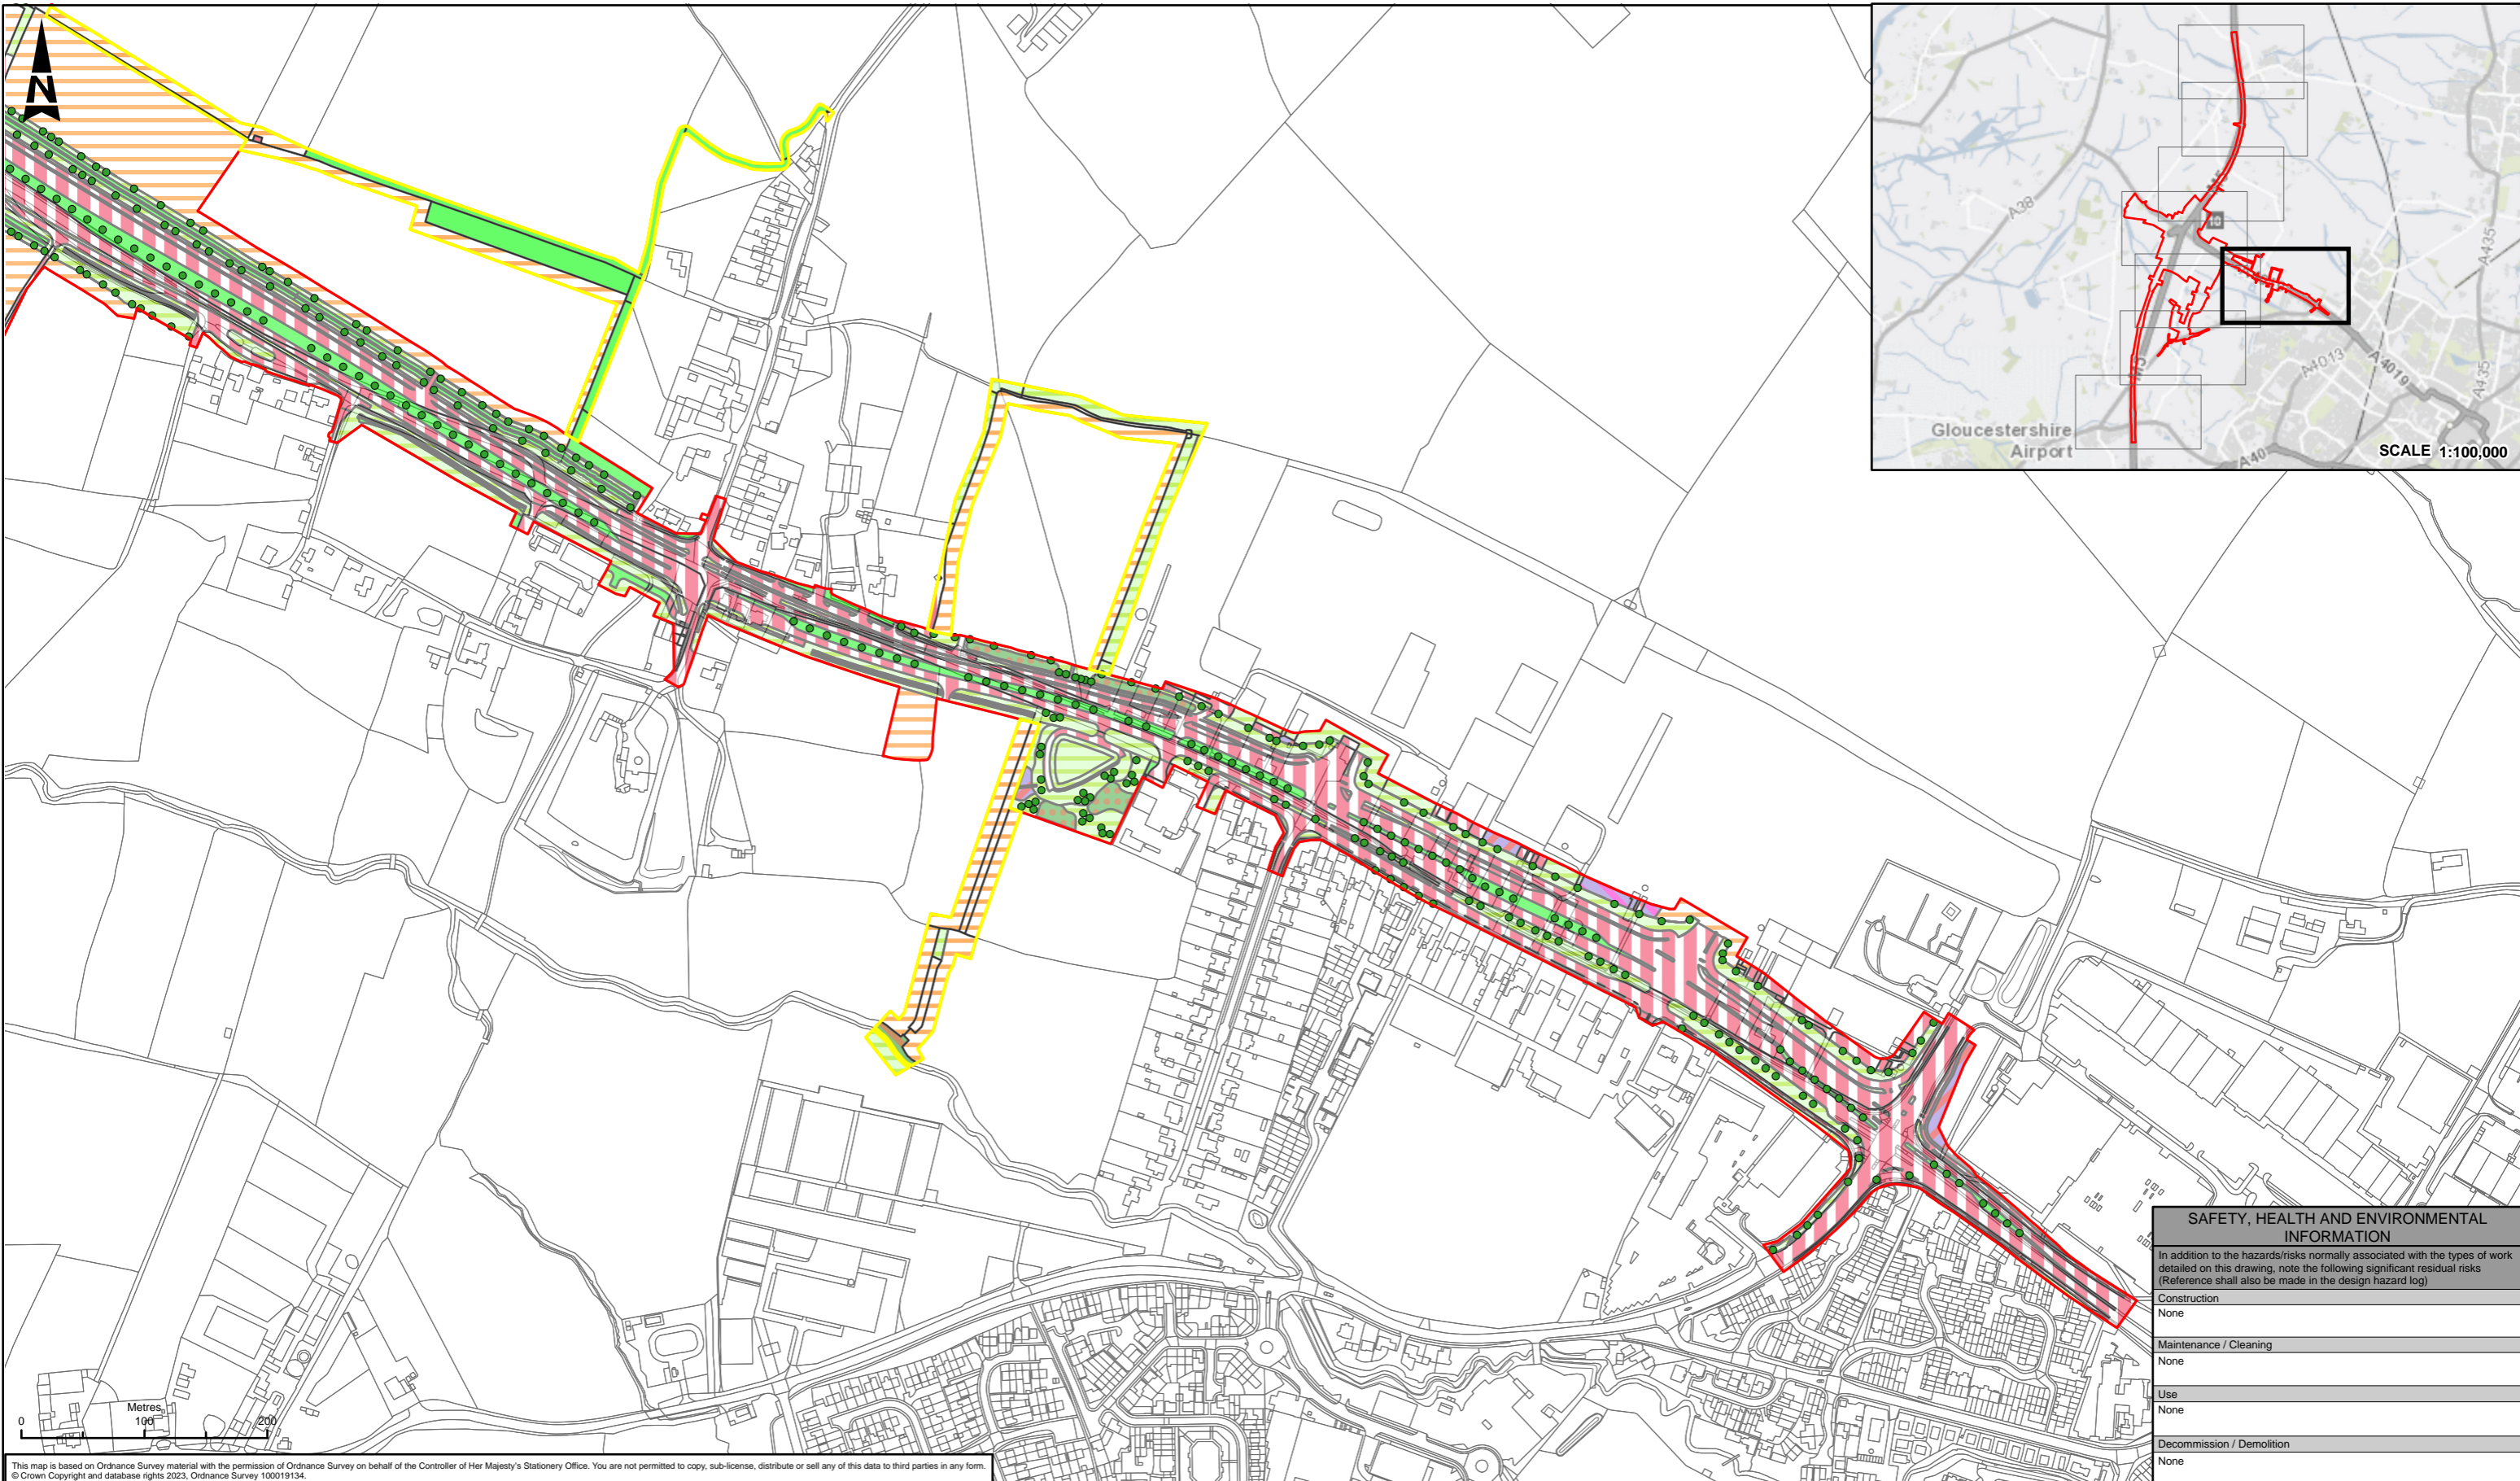 N
A38
M5
10
A435
A435
A4013
A4019
M5
A40
Gloucestershire
Airport
SCALE 1:100,000
SAFETY, HEALTH AND ENVIRONMENTAL
INFORMATION
In addition to the hazards/risks normally associated with the types of work
detailed on this drawing, note the following significant residual risks
(Reference shall also be made in the design hazard log)
Construction
None
Maintenance / Cleaning
None
Use
None
Decommission / Demolition
None
Metres
0 100 200
This map is based on Ordnance Survey material with the permission of Ordnance Survey on behalf of the Controller of Her Majesty's Stationery Office. You are not permitted to copy, sub-license, distribute or sell any of this data to third parties in any form.
© Crown Copyright and database rights 2023, Ordnance Survey 100019134.